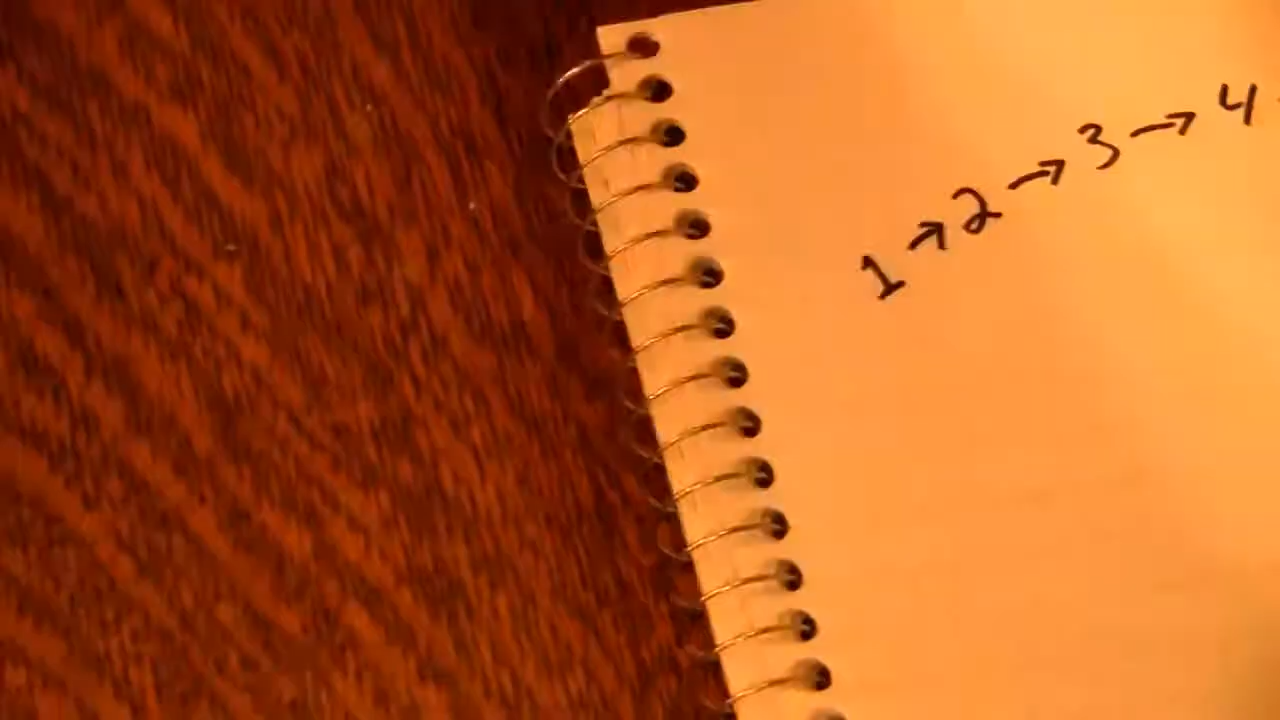 1 → 2 → 3 → 4